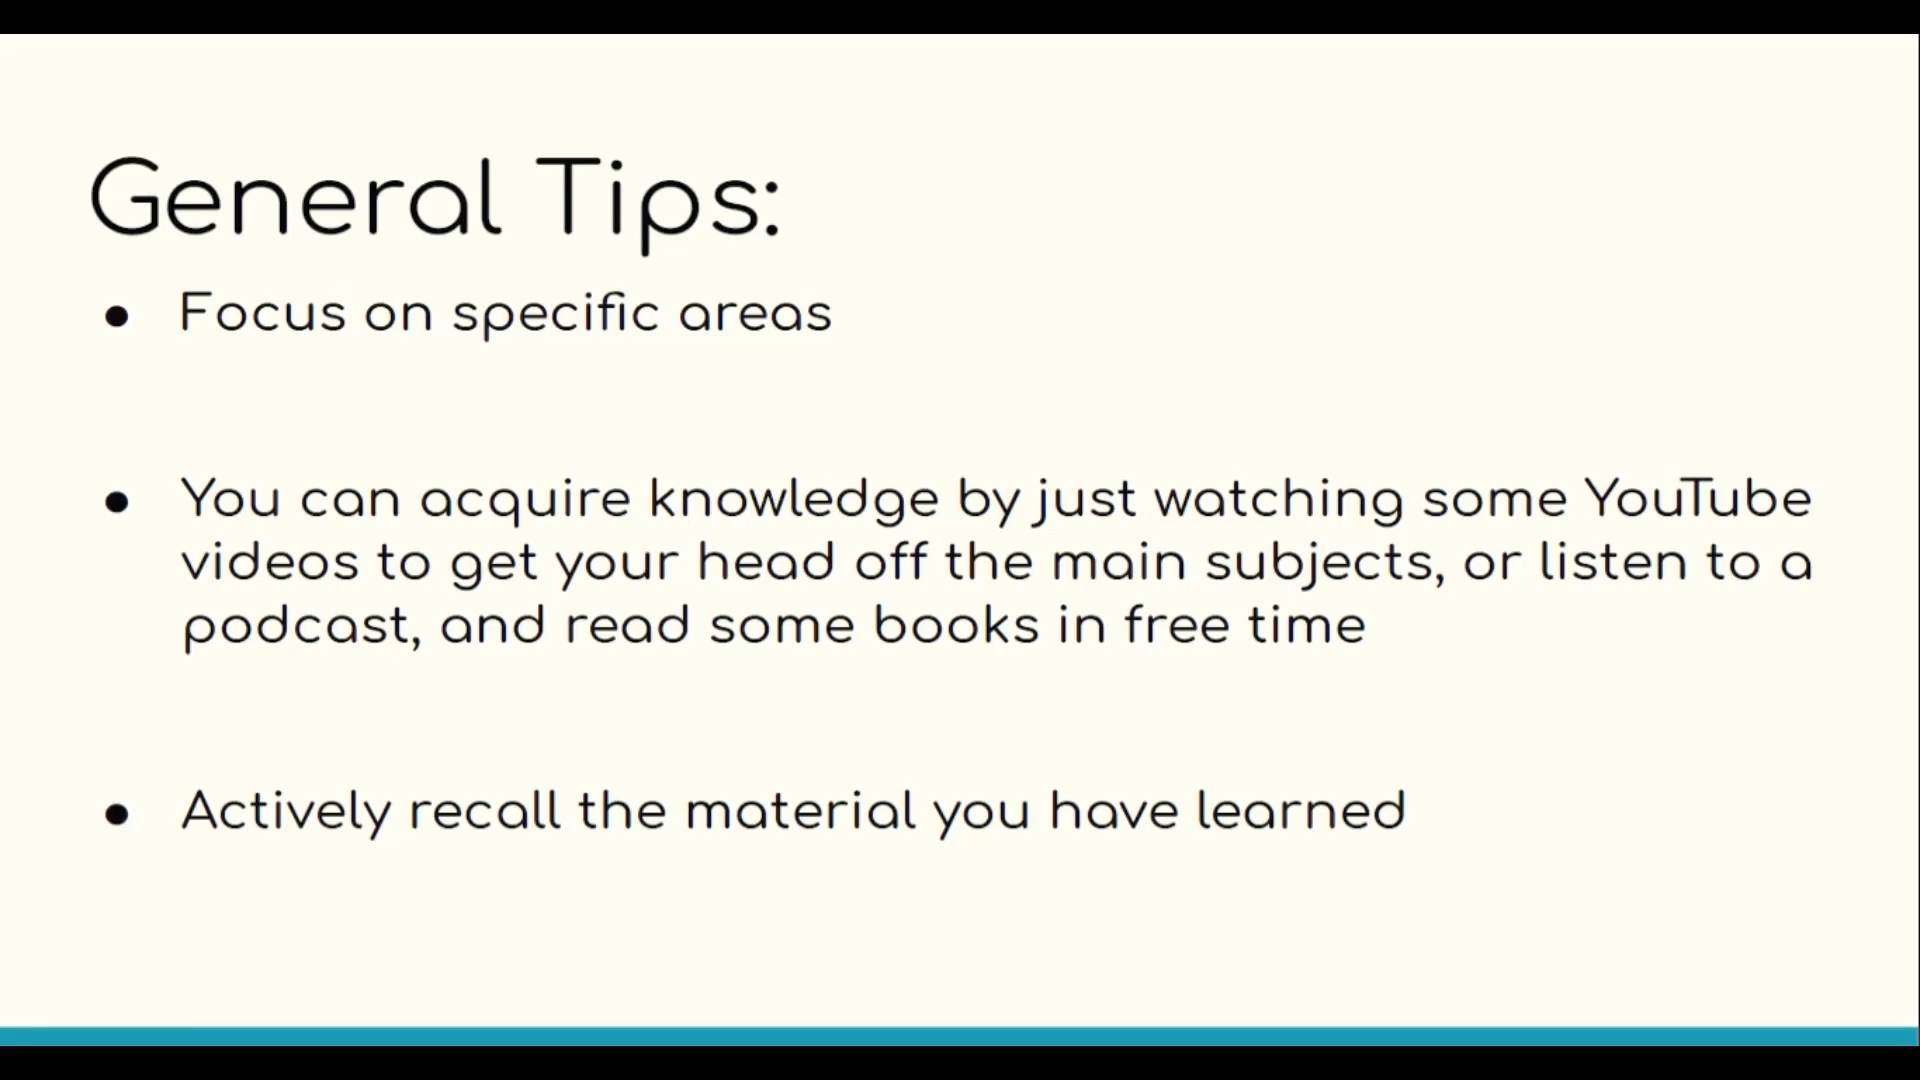 General Tips:
● Focus on specific areas
● You can acquire knowledge by just watching some YouTube
videos to get your head off the main subjects, or listen to a
podcast, and read some books in free time
● Actively recall the material you have learned